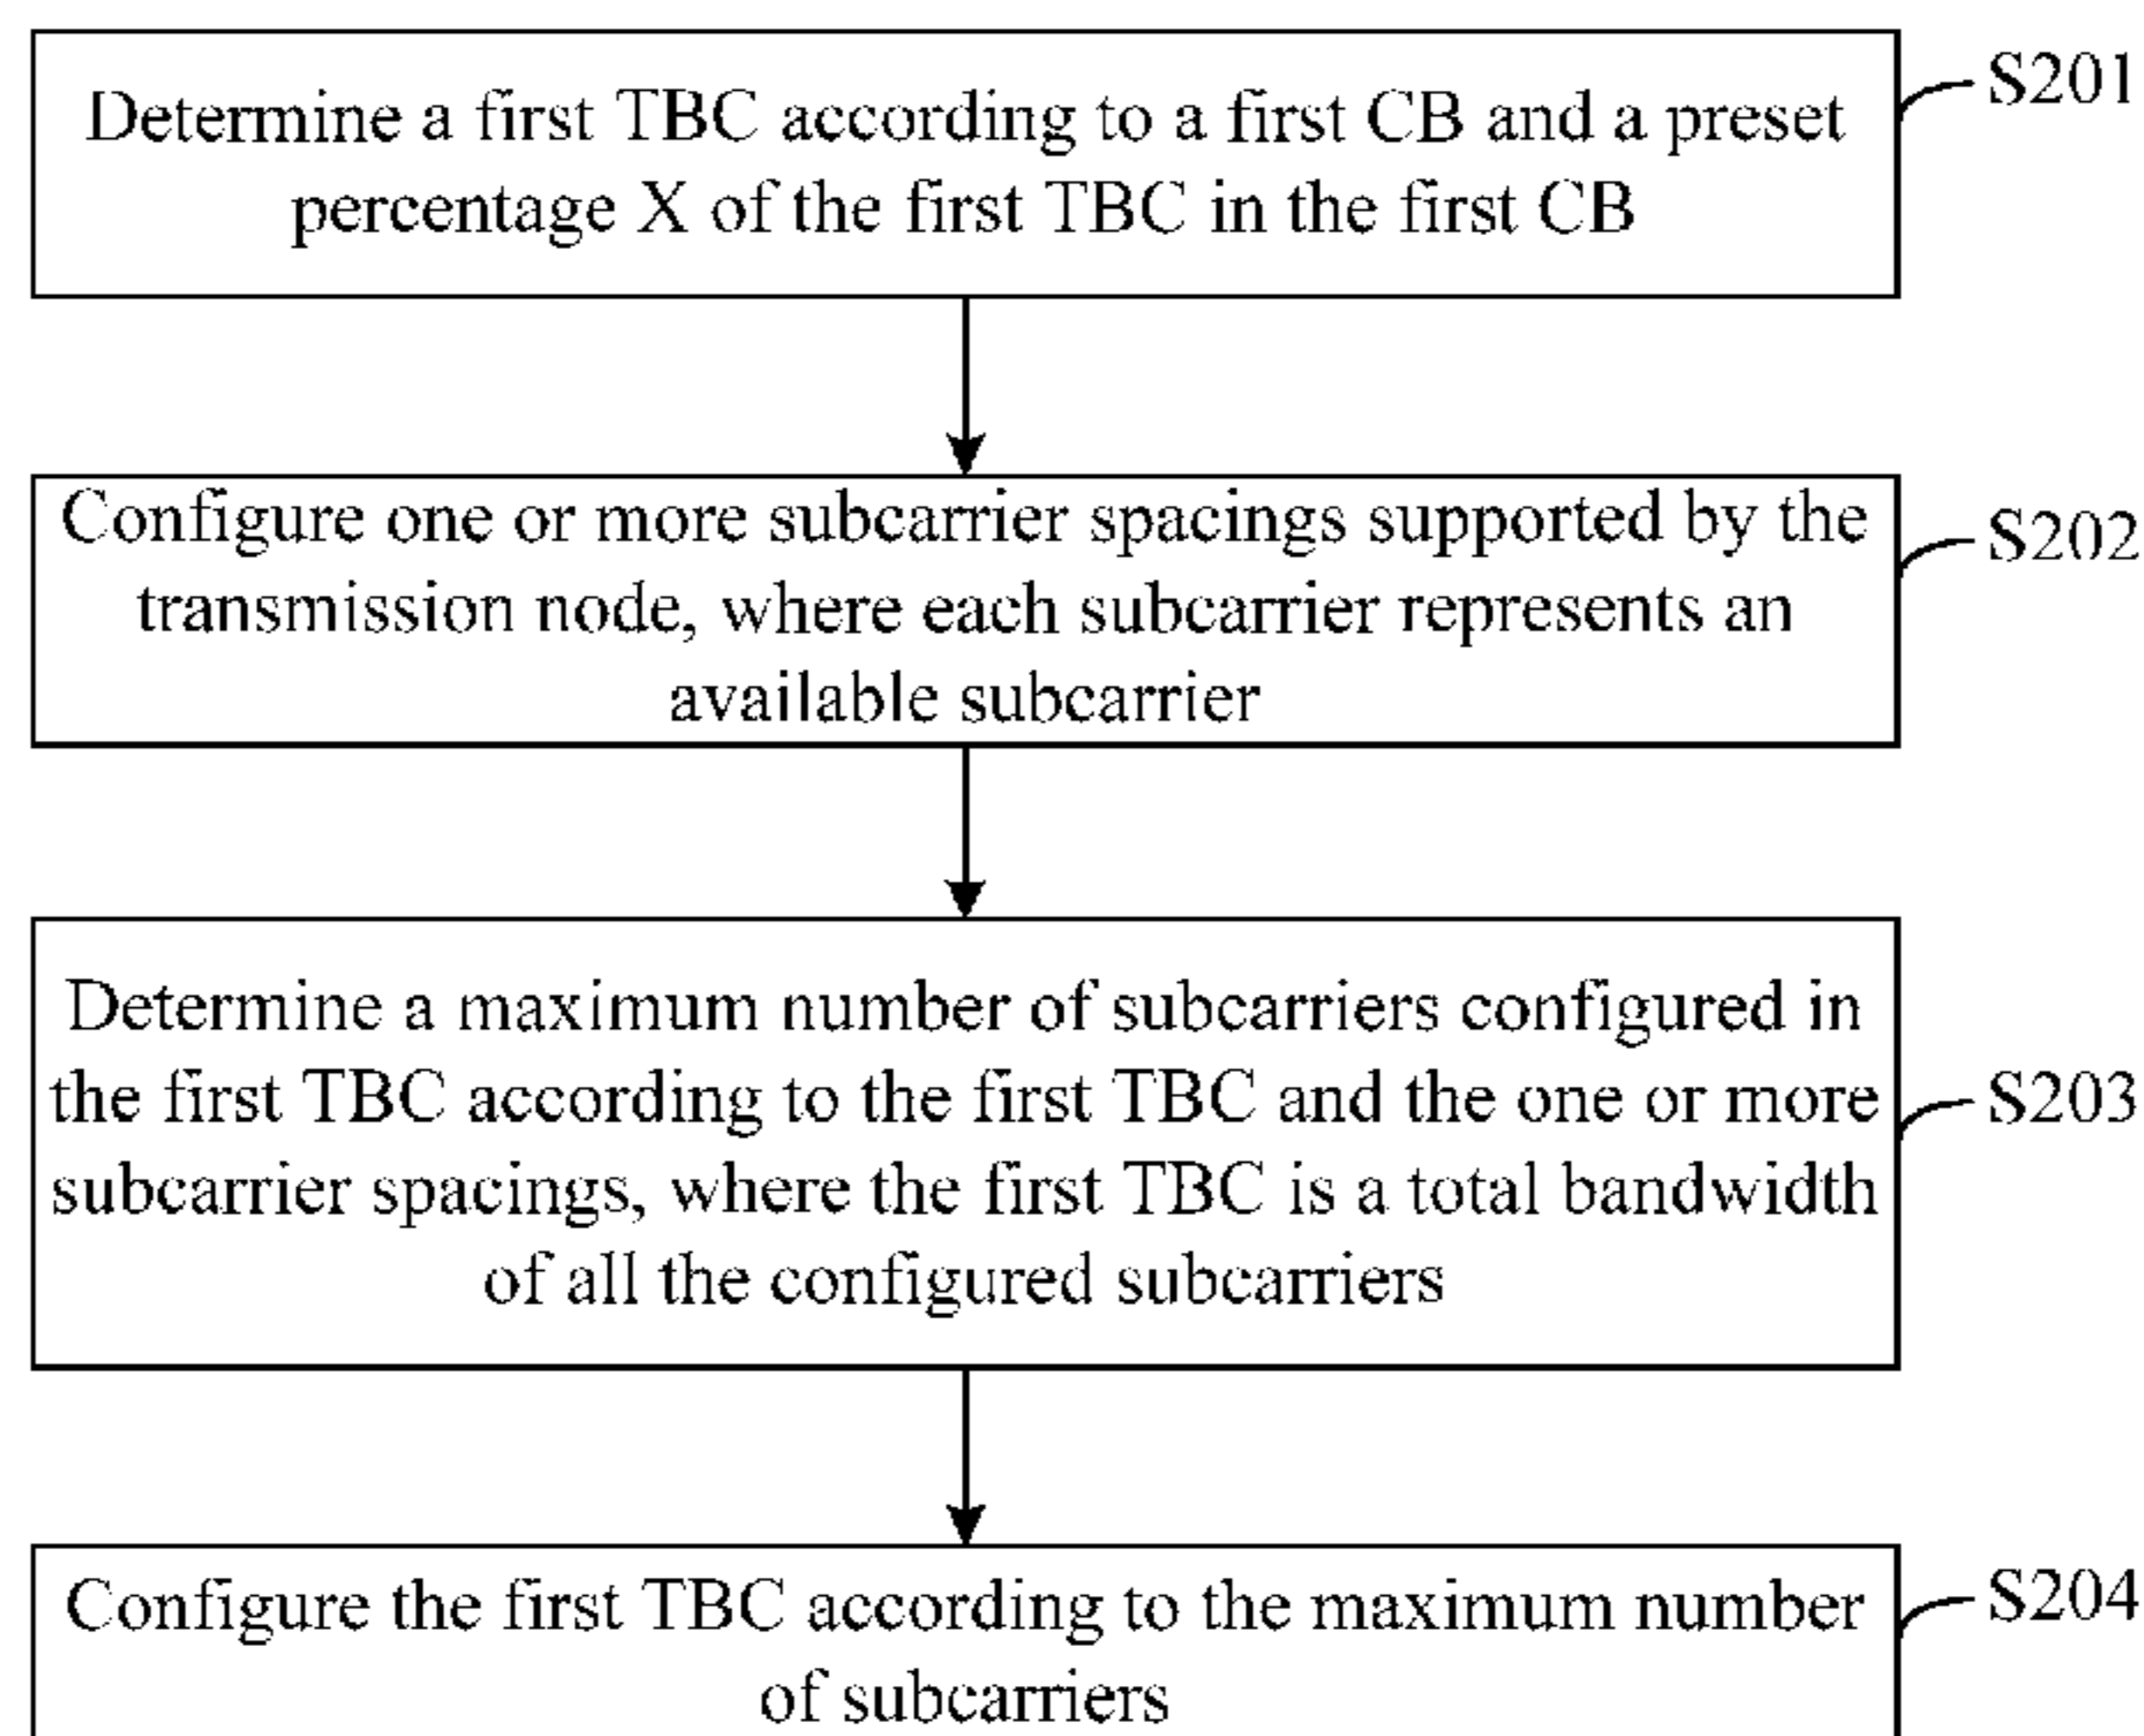 Determine a first TBC according to a first CB and a preset
percentage X of the first TBC in the first CB
S201
Configure one or more subcarrier spacings supported by the
transmission node, where each subcarrier represents an
available subcarrier
S202
Determine a maximum number of subcarriers configured in
the first TBC according to the first TBC and the one or more
subcarrier spacings, where the first TBC is a total bandwidth
of all the configured subcarriers
S203
Configure the first TBC according to the maximum number
of subcarriers
S204